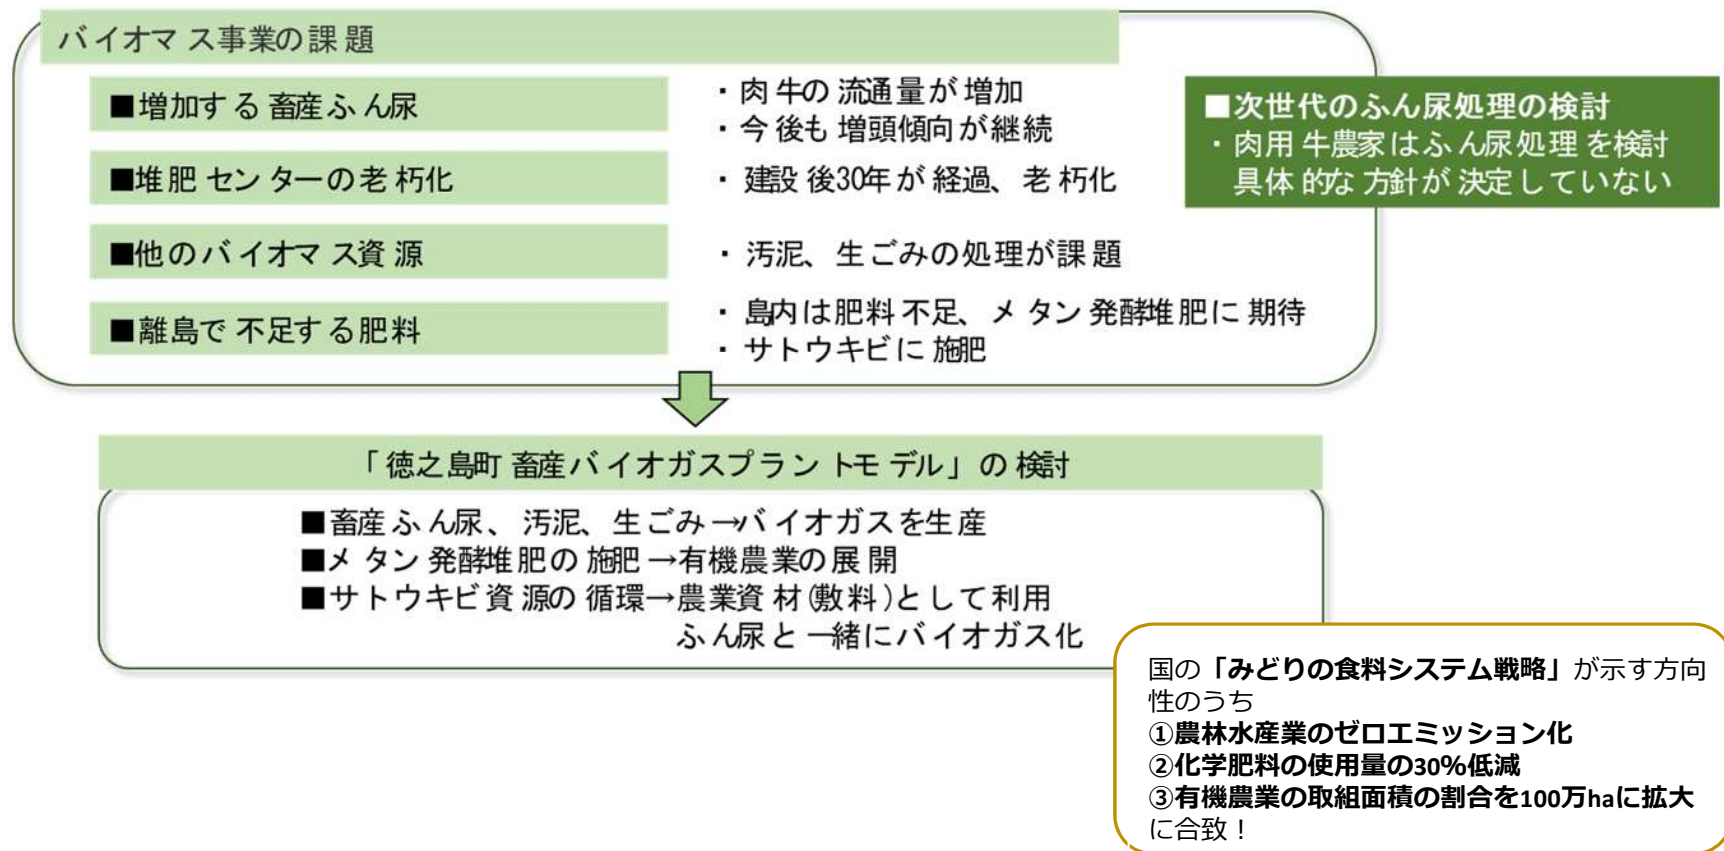 バイオマス事業の課題
■増加する畜産ふん尿
・肉牛の流通量が増加
・今後も増頭傾向が継続
■堆肥センターの老朽化
・建設後30年が経過、老朽化
■他のバイオマス資源
・汚泥、生ごみの処理が課題
■離島で不足する肥料
・島内は肥料不足、メタン発酵堆肥に期待
・サトウキビに施肥
■次世代のふん尿処理の検討
・肉用牛農家はふん尿処理を検討
具体的な方針が決定していない
「徳之島町畜産バイオガスプラントモデル」の検討
■畜産ふん尿、汚泥、生ごみ→バイオガスを生産
■メタン発酵堆肥の施肥→有機農業の展開
■サトウキビ資源の循環→農業資材(敷料)として利用
ふん尿と一緒にバイオガス化
国の「みどりの食料システム戦略」が示す方向
性のうち
①農林水産業のゼロエミッション化
②化学肥料の使用量の30%低減
③有機農業の取組面積の割合を100万haに拡大
に合致！